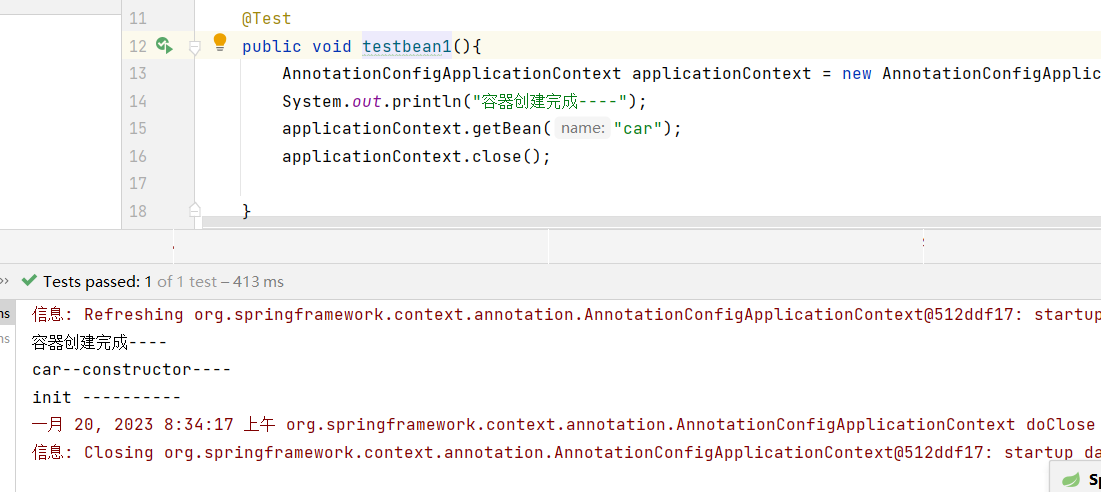 11 @Test
12 public void testbean1(){
13 AnnotationConfigApplicationContext applicationContext = new AnnotationConfigApplic
14 System.out.println("容器创建完成----");
15 applicationContext.getBean( name: "car");
16 applicationContext.close();
17
18 }
>> Tests passed: 1 of 1 test – 413 ms
ns 信息: Refreshing org.springframework.context.annotation.AnnotationConfigApplicationContext@512ddf17: startup
ns 容器创建完成----
car--constructor----
init ----------
一月 20, 2023 8:34:17 上午 org.springframework.context.annotation.AnnotationConfigApplicationContext doClose
信息: Closing org.springframework.context.annotation.AnnotationConfigApplicationContext@512ddf17: startup da